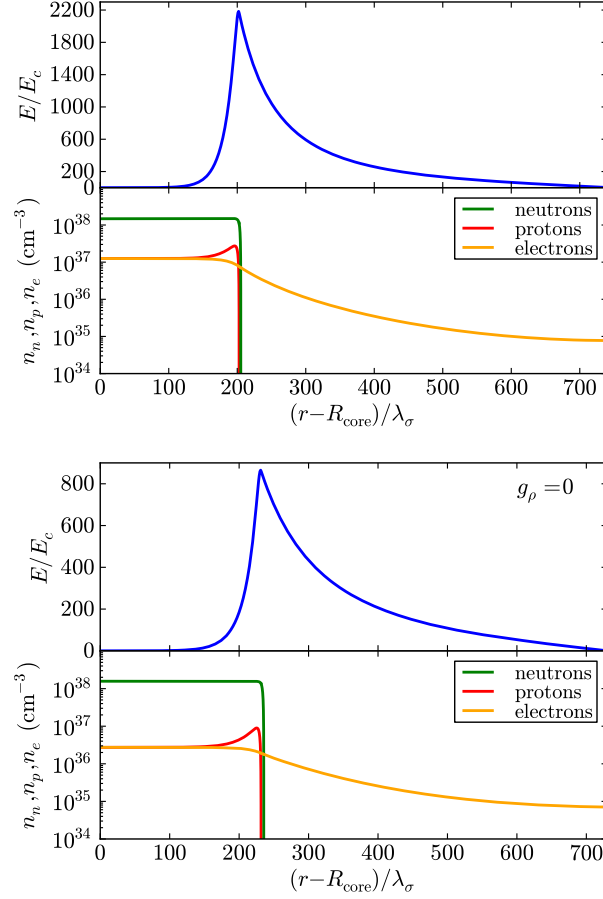 2200
1800
1400
1000
600
200
0
E/E_c
10^38
10^37
10^36
10^35
10^34
n_n, n_p, n_e (cm^−3)
neutrons
protons
electrons
0 100 200 300 400 500 600 700
(r−R_core)/λ_σ
800
600
400
200
0
E/E_c
g_ρ=0
10^38
10^37
10^36
10^35
10^34
n_n, n_p, n_e (cm^−3)
neutrons
protons
electrons
0 100 200 300 400 500 600 700
(r−R_core)/λ_σ